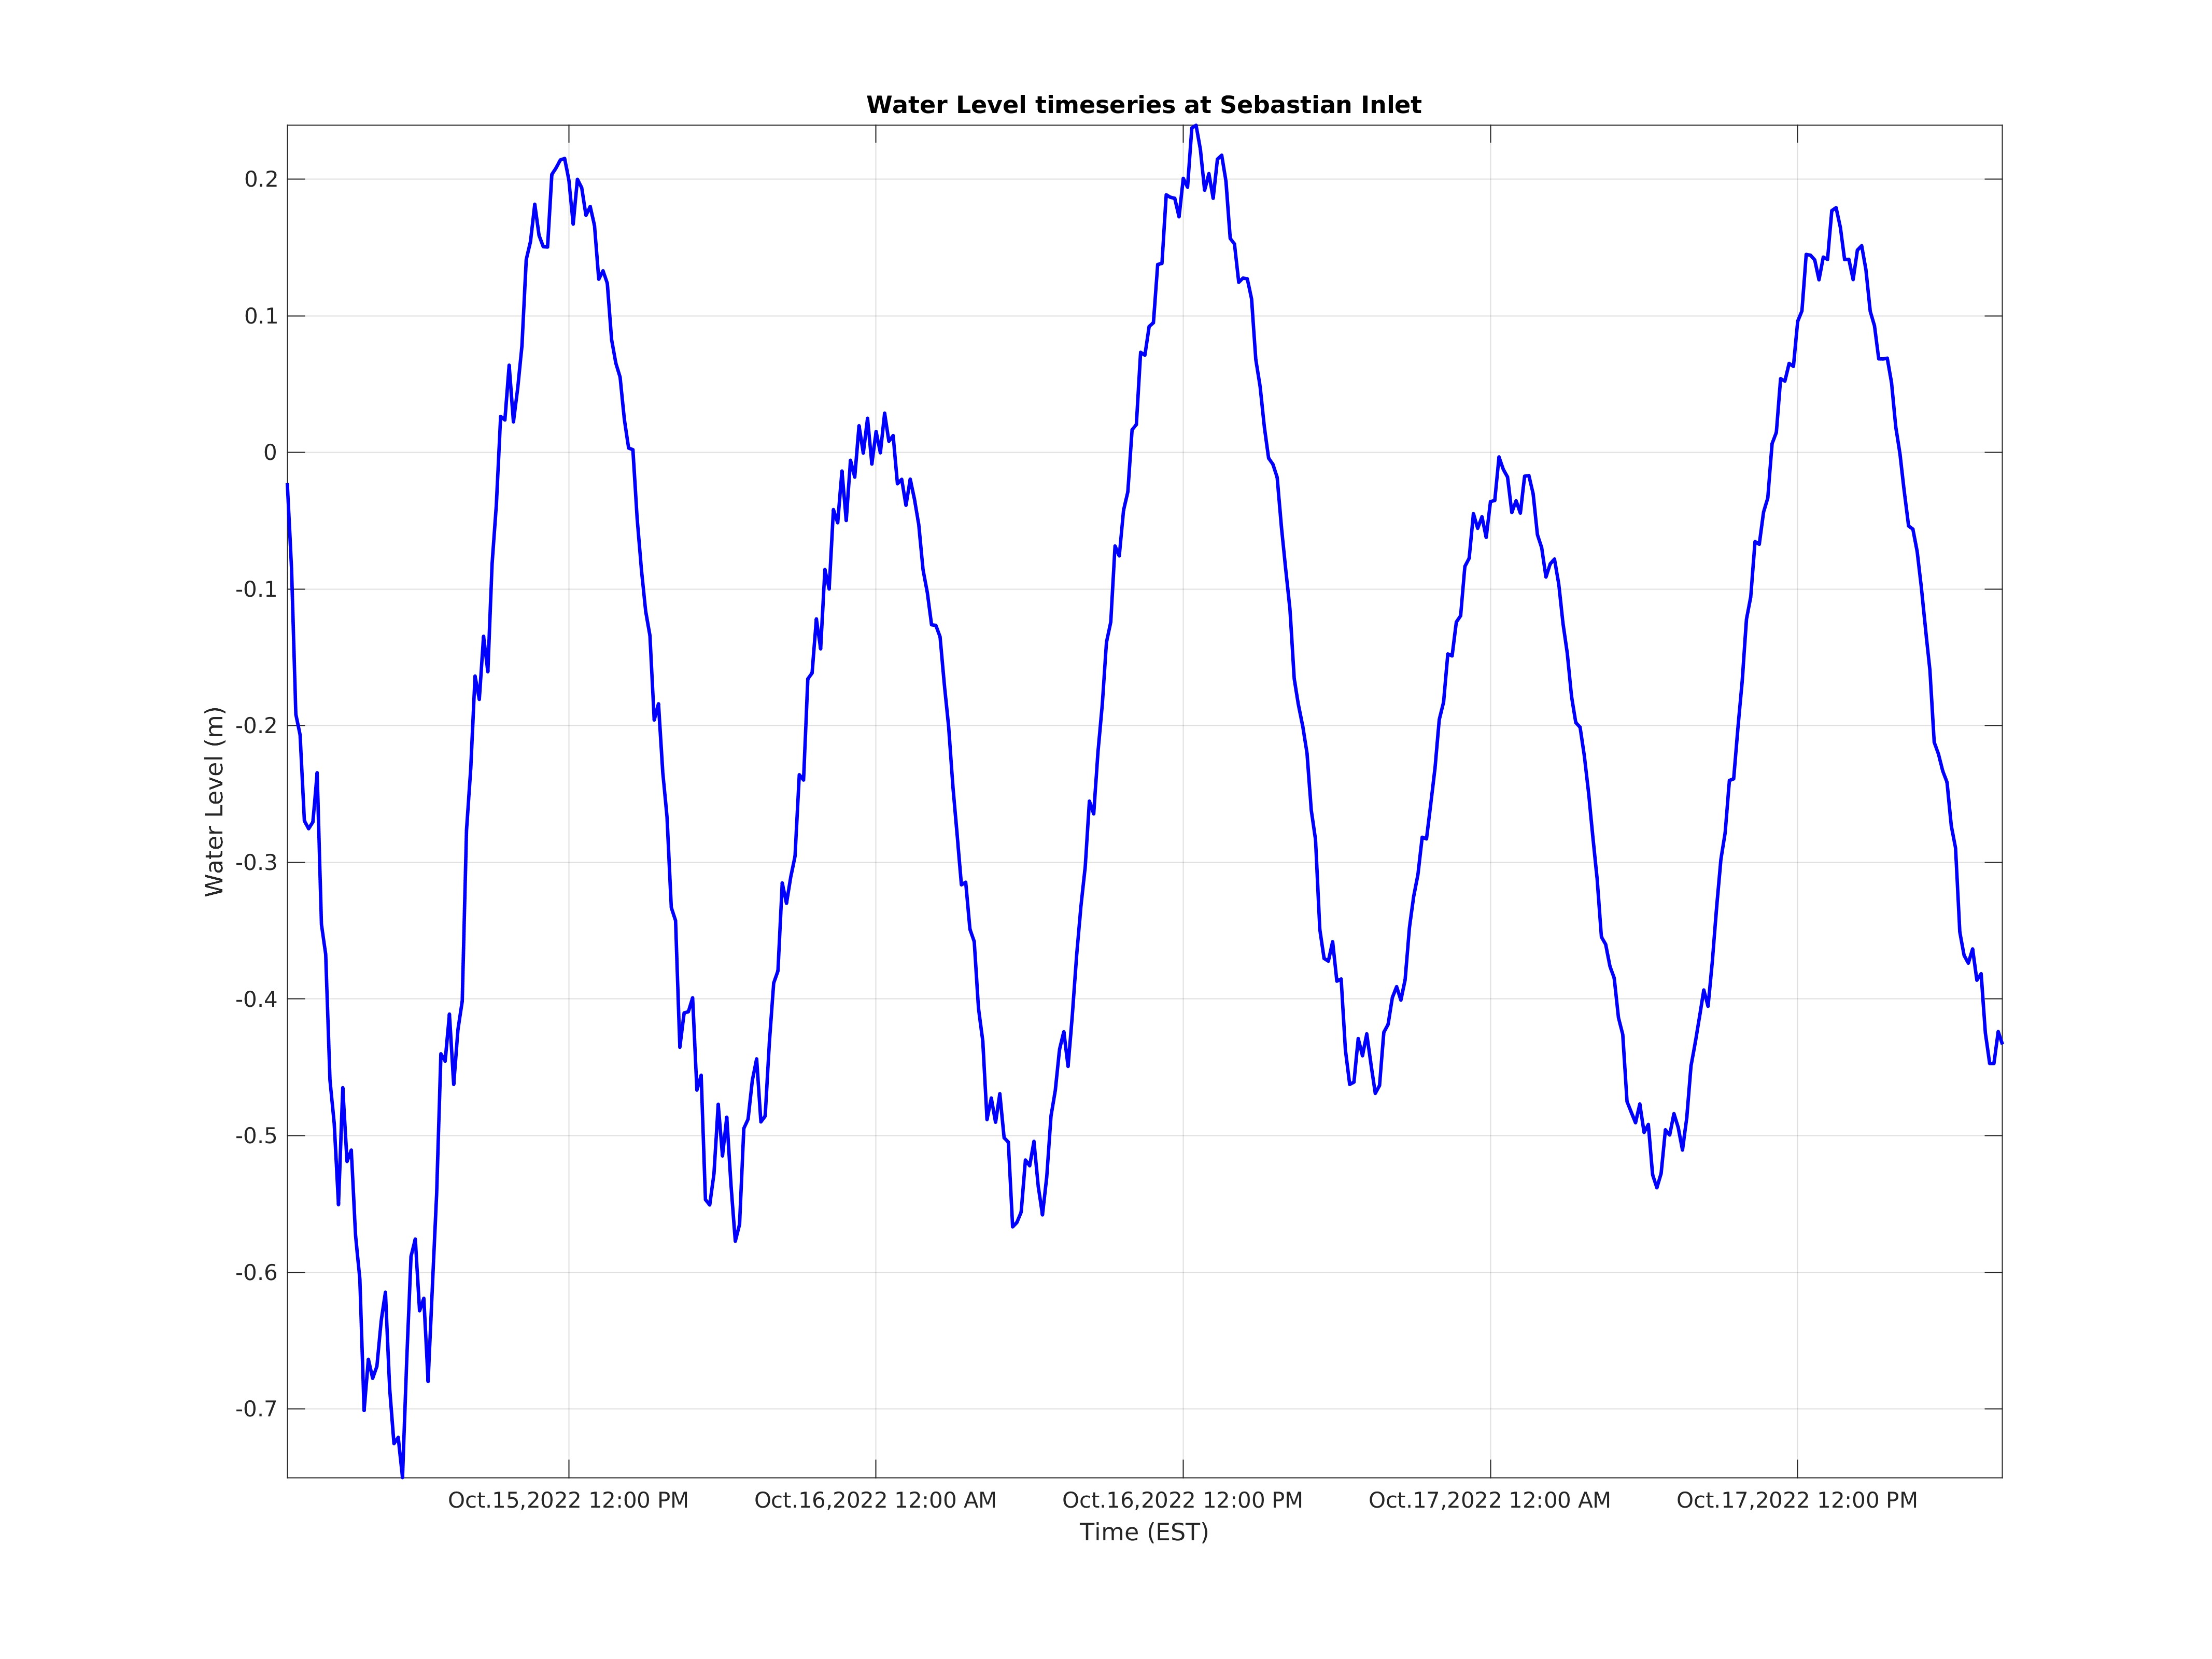 Water Level timeseries at Sebastian Inlet
0.2
0.1
0
-0.1
-0.2
-0.3
-0.4
-0.5
-0.6
-0.7
Water Level (m)
Oct.15,2022 12:00 PM
Oct.16,2022 12:00 AM
Oct.16,2022 12:00 PM
Oct.17,2022 12:00 AM
Oct.17,2022 12:00 PM
Time (EST)